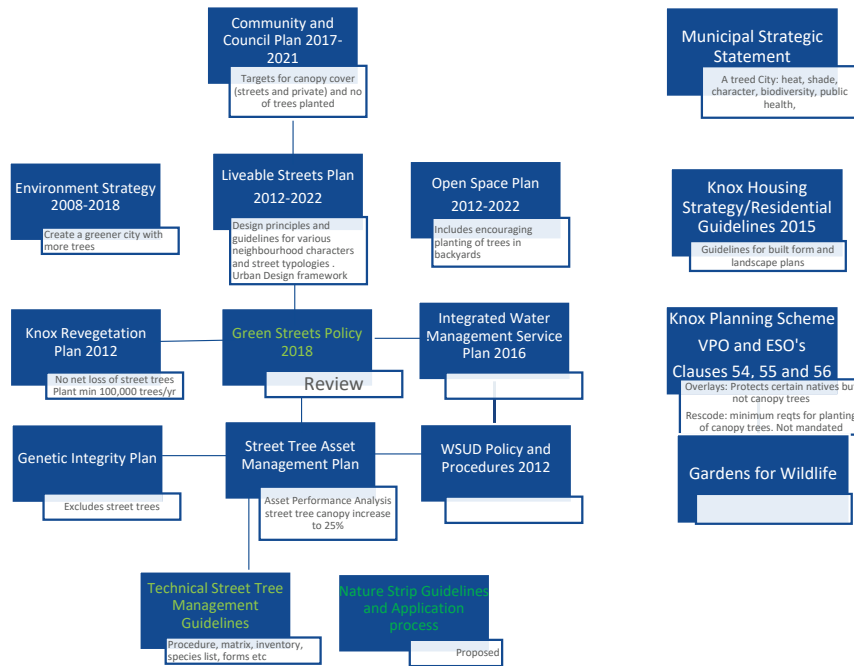 Community and
Council Plan 2017-
2021
Targets for canopy cover
(streets and private) and no
of trees planted
Municipal Strategic
Statement
A treed City: heat, shade,
character, biodiversity, public
health,
Environment Strategy
2008-2018
Create a greener city with
more trees
Liveable Streets Plan
2012-2022
Design principles and
guidelines for various
neighbourhood characters
and street typologies .
Urban Design framework
Open Space Plan
2012-2022
Includes encouraging
planting of trees in
backyards
Knox Housing
Strategy/Residential
Guidelines 2015
Guidelines for built form and
landscape plans
Knox Revegetation
Plan 2012
No net loss of street trees
Plant min 100,000 trees/yr
Green Streets Policy
2018
Review
Integrated Water
Management Service
Plan 2016
Knox Planning Scheme
VPO and ESO's
Clauses 54, 55 and 56
Overlays: Protects certain natives but
not canopy trees
Rescode: minimum reqts for planting
of canopy trees. Not mandated
Genetic Integrity Plan
Excludes street trees
Street Tree Asset
Management Plan
Asset Performance Analysis
street tree canopy increase
to 25%
WSUD Policy and
Procedures 2012
Gardens for Wildlife
Technical Street Tree
Management
Guidelines
Procedure, matrix, inventory,
species list, forms etc
Nature Strip Guidelines
and Application
process
Proposed